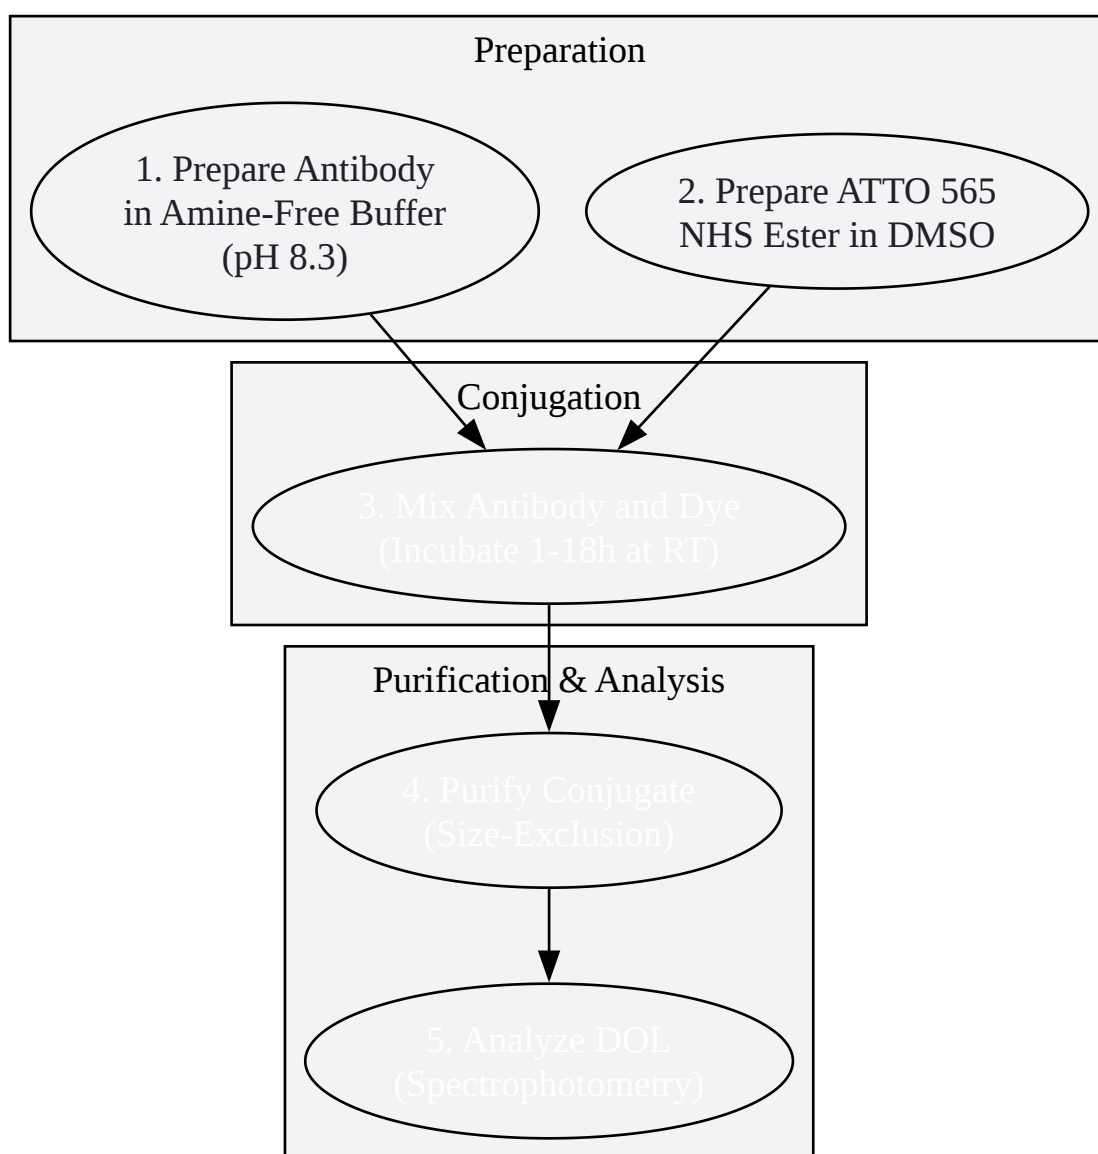 Preparation
1. Prepare Antibody
in Amine-Free Buffer
(pH 8.3)
2. Prepare ATTO 565
NHS Ester in DMSO
Conjugation
3. Mix Antibody and Dye
(Incubate 1-18h at RT)
Purification & Analysis
4. Purify Conjugate
(Size-Exclusion)
5. Analyze DOL
(Spectrophotometry)